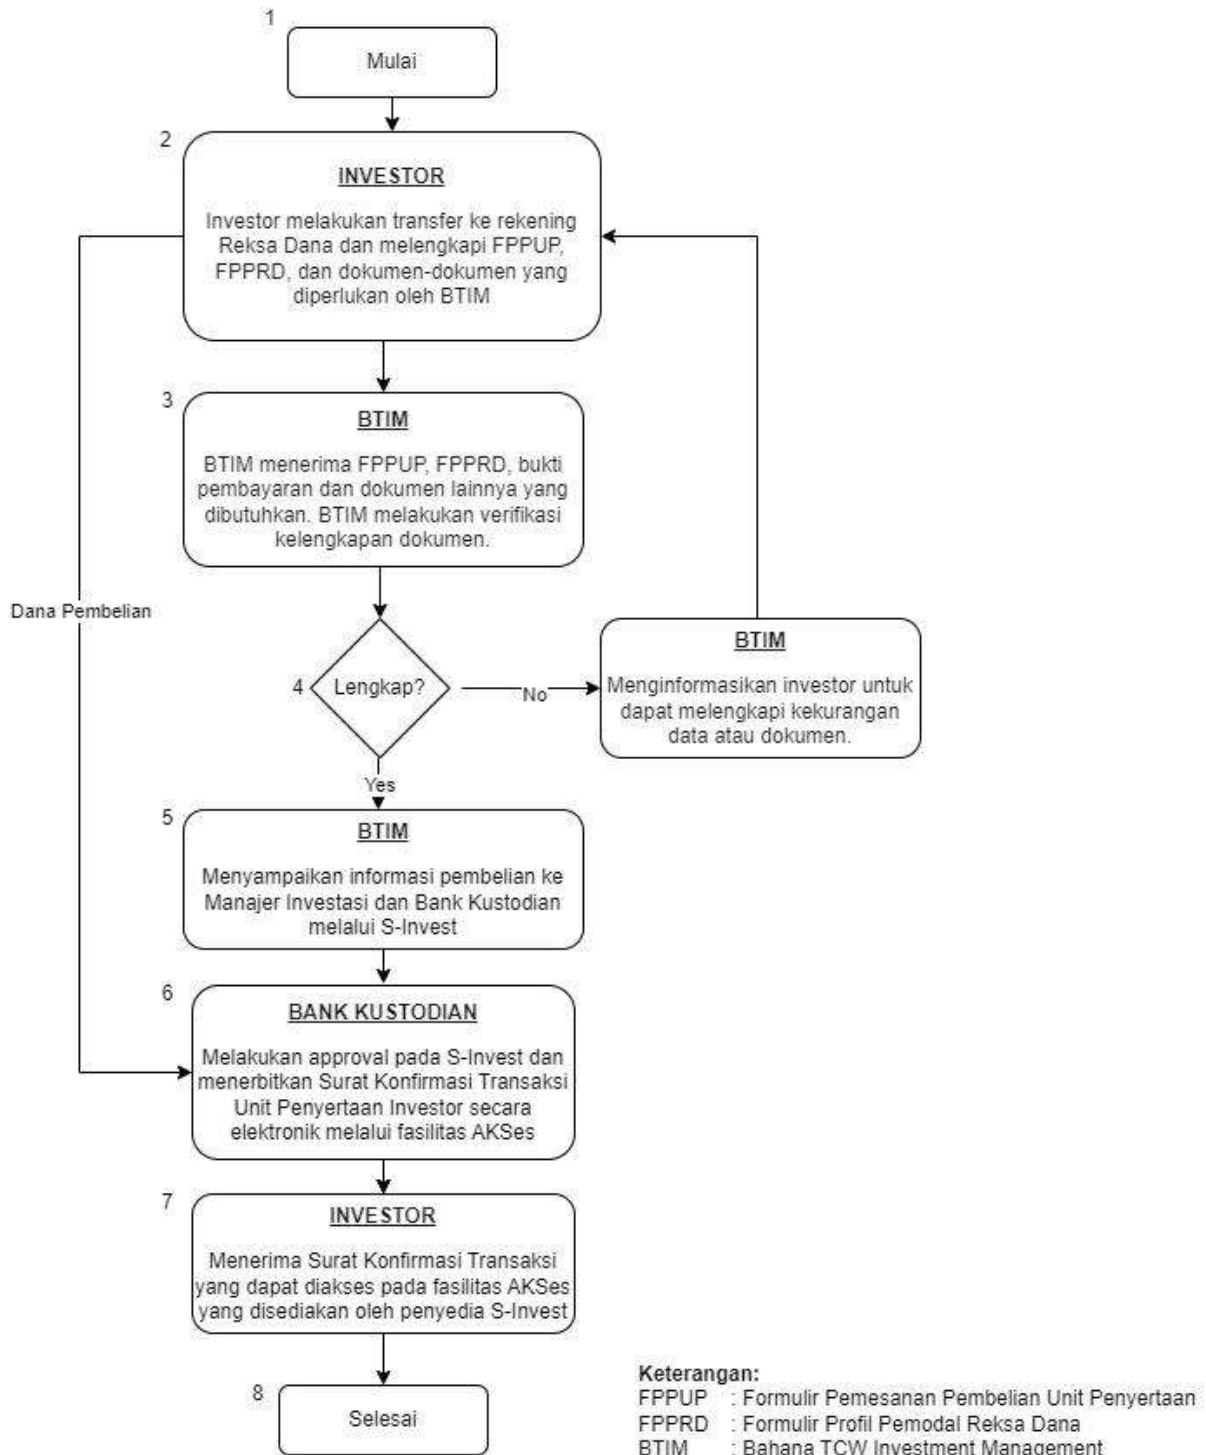 1
Mulai
2
INVESTOR
Investor melakukan transfer ke rekening
Reksa Dana dan melengkapi FPPUP,
FPPRD, dan dokumen-dokumen yang
diperlukan oleh BTIM
3
BTIM
BTIM menerima FPPUP, FPPRD, bukti
pembayaran dan dokumen lainnya yang
dibutuhkan. BTIM melakukan verifikasi
kelengkapan dokumen.
Dana Pembelian
4
Lengkap?
No
BTIM
Menginformasikan investor untuk
dapat melengkapi kekurangan
data atau dokumen.
Yes
5
BTIM
Menyampaikan informasi pembelian ke
Manajer Investasi dan Bank Kustodian
melalui S-Invest
6
BANK KUSTODIAN
Melakukan approval pada S-Invest dan
menerbitkan Surat Konfirmasi Transaksi
Unit Penyertaan Investor secara
elektronik melalui fasilitas AKSes
7
INVESTOR
Menerima Surat Konfirmasi Transaksi
yang dapat diakses pada fasilitas AKSes
yang disediakan oleh penyedia S-Invest
8
Selesai
Keterangan:
FPPUP : Formulir Pemesanan Pembelian Unit Penyertaan
FPPRD : Formulir Profil Pemodal Reksa Dana
BTIM : Bahana TCW Investment Management